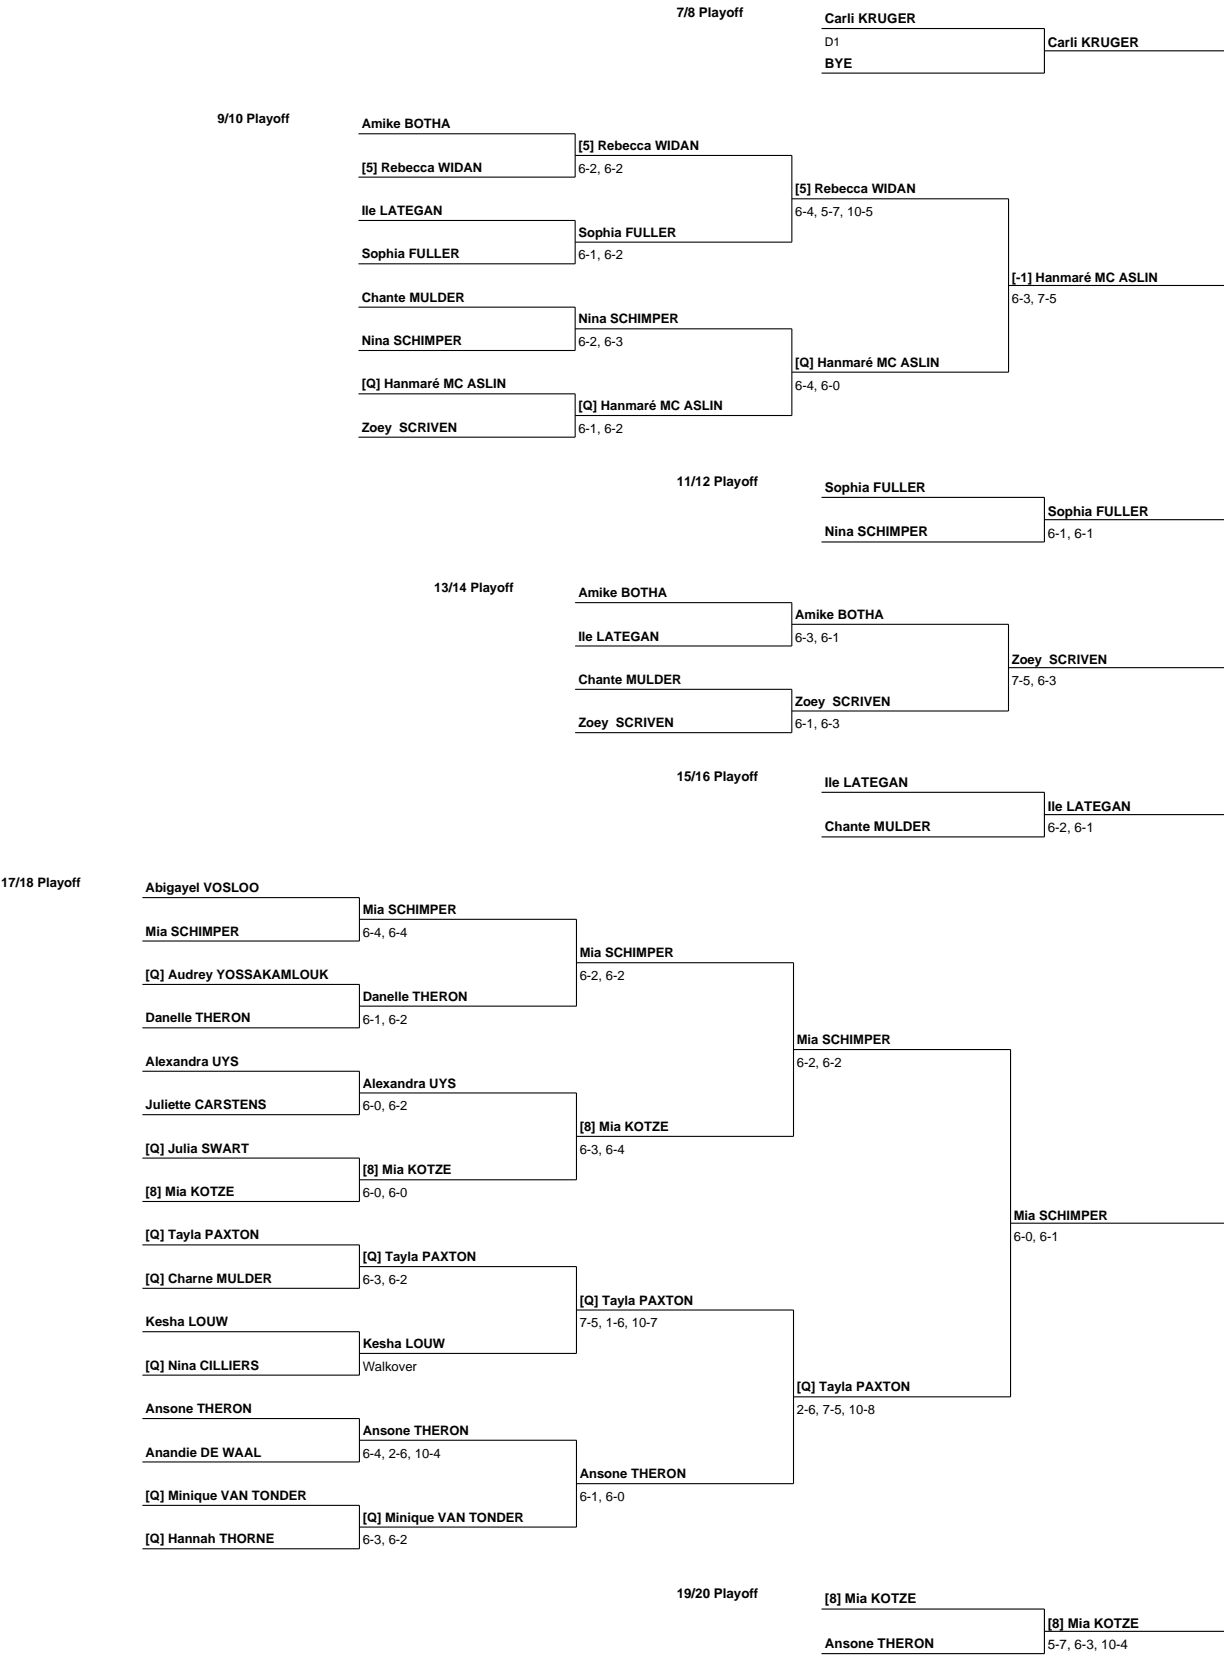 7/8 Playoff
Carli KRUGER
D1
Carli KRUGER
BYE
9/10 Playoff
Amike BOTHA
[5] Rebecca WIDAN
[5] Rebecca WIDAN
6-2, 6-2
[5] Rebecca WIDAN
6-4, 5-7, 10-5
Ile LATEGAN
Sophia FULLER
Sophia FULLER
6-1, 6-2
[-1] Hanmaré MC ASLIN
6-3, 7-5
Chante MULDER
Nina SCHIMPER
Nina SCHIMPER
6-2, 6-3
[Q] Hanmaré MC ASLIN
6-4, 6-0
[Q] Hanmaré MC ASLIN
[Q] Hanmaré MC ASLIN
Zoey  SCRIVEN
6-1, 6-2
11/12 Playoff
Sophia FULLER
Sophia FULLER
Nina SCHIMPER
6-1, 6-1
13/14 Playoff
Amike BOTHA
Amike BOTHA
Ile LATEGAN
6-3, 6-1
Zoey  SCRIVEN
7-5, 6-3
Chante MULDER
Zoey  SCRIVEN
Zoey  SCRIVEN
6-1, 6-3
15/16 Playoff
Ile LATEGAN
Ile LATEGAN
Chante MULDER
6-2, 6-1
17/18 Playoff
Abigayel VOSLOO
Mia SCHIMPER
Mia SCHIMPER
6-4, 6-4
Mia SCHIMPER
6-2, 6-2
[Q] Audrey YOSSAKAMLOUK
Danelle THERON
Danelle THERON
6-1, 6-2
Mia SCHIMPER
6-2, 6-2
Alexandra UYS
Alexandra UYS
Juliette CARSTENS
6-0, 6-2
[8] Mia KOTZE
6-3, 6-4
[Q] Julia SWART
[8] Mia KOTZE
[8] Mia KOTZE
6-0, 6-0
Mia SCHIMPER
6-0, 6-1
[Q] Tayla PAXTON
[Q] Tayla PAXTON
[Q] Charne MULDER
6-3, 6-2
[Q] Tayla PAXTON
7-5, 1-6, 10-7
Kesha LOUW
Kesha LOUW
[Q] Nina CILLIERS
Walkover
[Q] Tayla PAXTON
2-6, 7-5, 10-8
Ansone THERON
Ansone THERON
Anandie DE WAAL
6-4, 2-6, 10-4
Ansone THERON
6-1, 6-0
[Q] Minique VAN TONDER
[Q] Minique VAN TONDER
[Q] Hannah THORNE
6-3, 6-2
19/20 Playoff
[8] Mia KOTZE
[8] Mia KOTZE
Ansone THERON
5-7, 6-3, 10-4